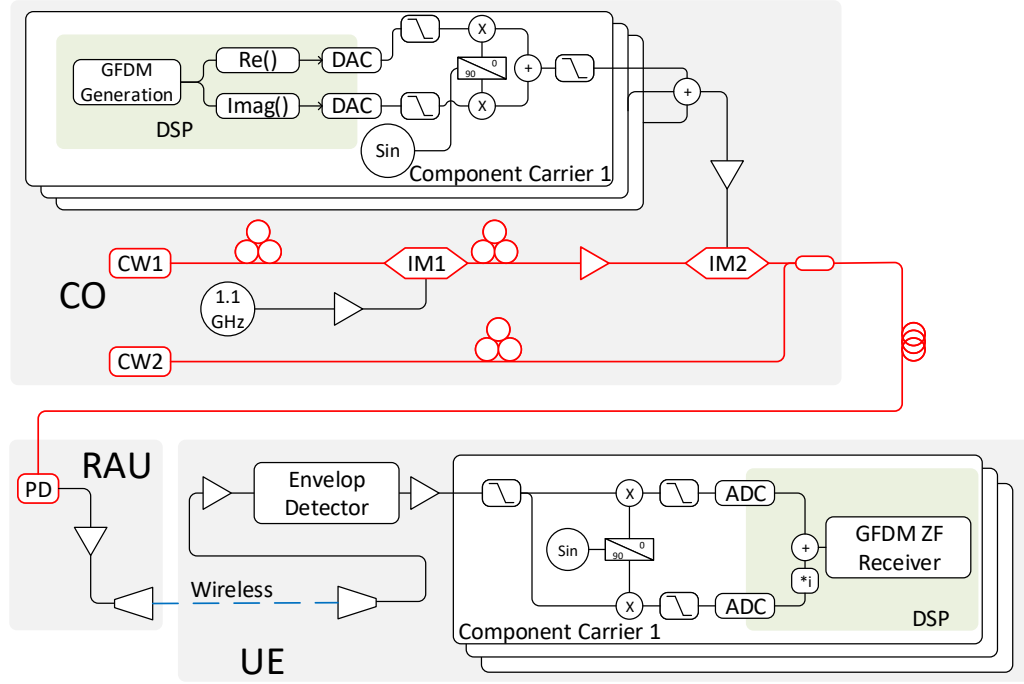 GFDM
Generation
Re()
DAC
Imag()
DAC
DSP
X
0
90
X
+
Sin
Component Carrier 1
+
CW1
IM1
IM2
CO
1.1
GHz
CW2
RAU
PD
Wireless
UE
Envelop
Detector
X
ADC
Sin
0
90
+
GFDM ZF
Receiver
*i
X
ADC
DSP
Component Carrier 1